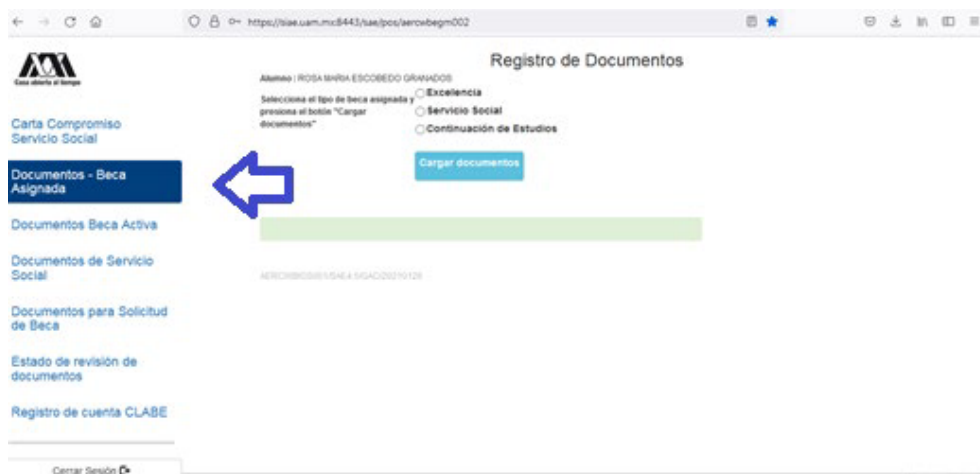 https://siae.uam.mx:8443/sae/pos/aercwbegm002
Casa abierta al tiempo
Carta Compromiso
Servicio Social
Documentos - Beca
Asignada
Documentos Beca Activa
Documentos de Servicio
Social
Documentos para Solicitud
de Beca
Estado de revisión de
documentos
Registro de cuenta CLABE
Cerrar Sesión
Registro de Documentos
Alumno : ROSA MARIA ESCOBEDO GRANADOS
Selecciona el tipo de beca asignada y
presiona el botón "Cargar
documentos"
Excelencia
Servicio Social
Continuación de Estudios
Cargar documentos